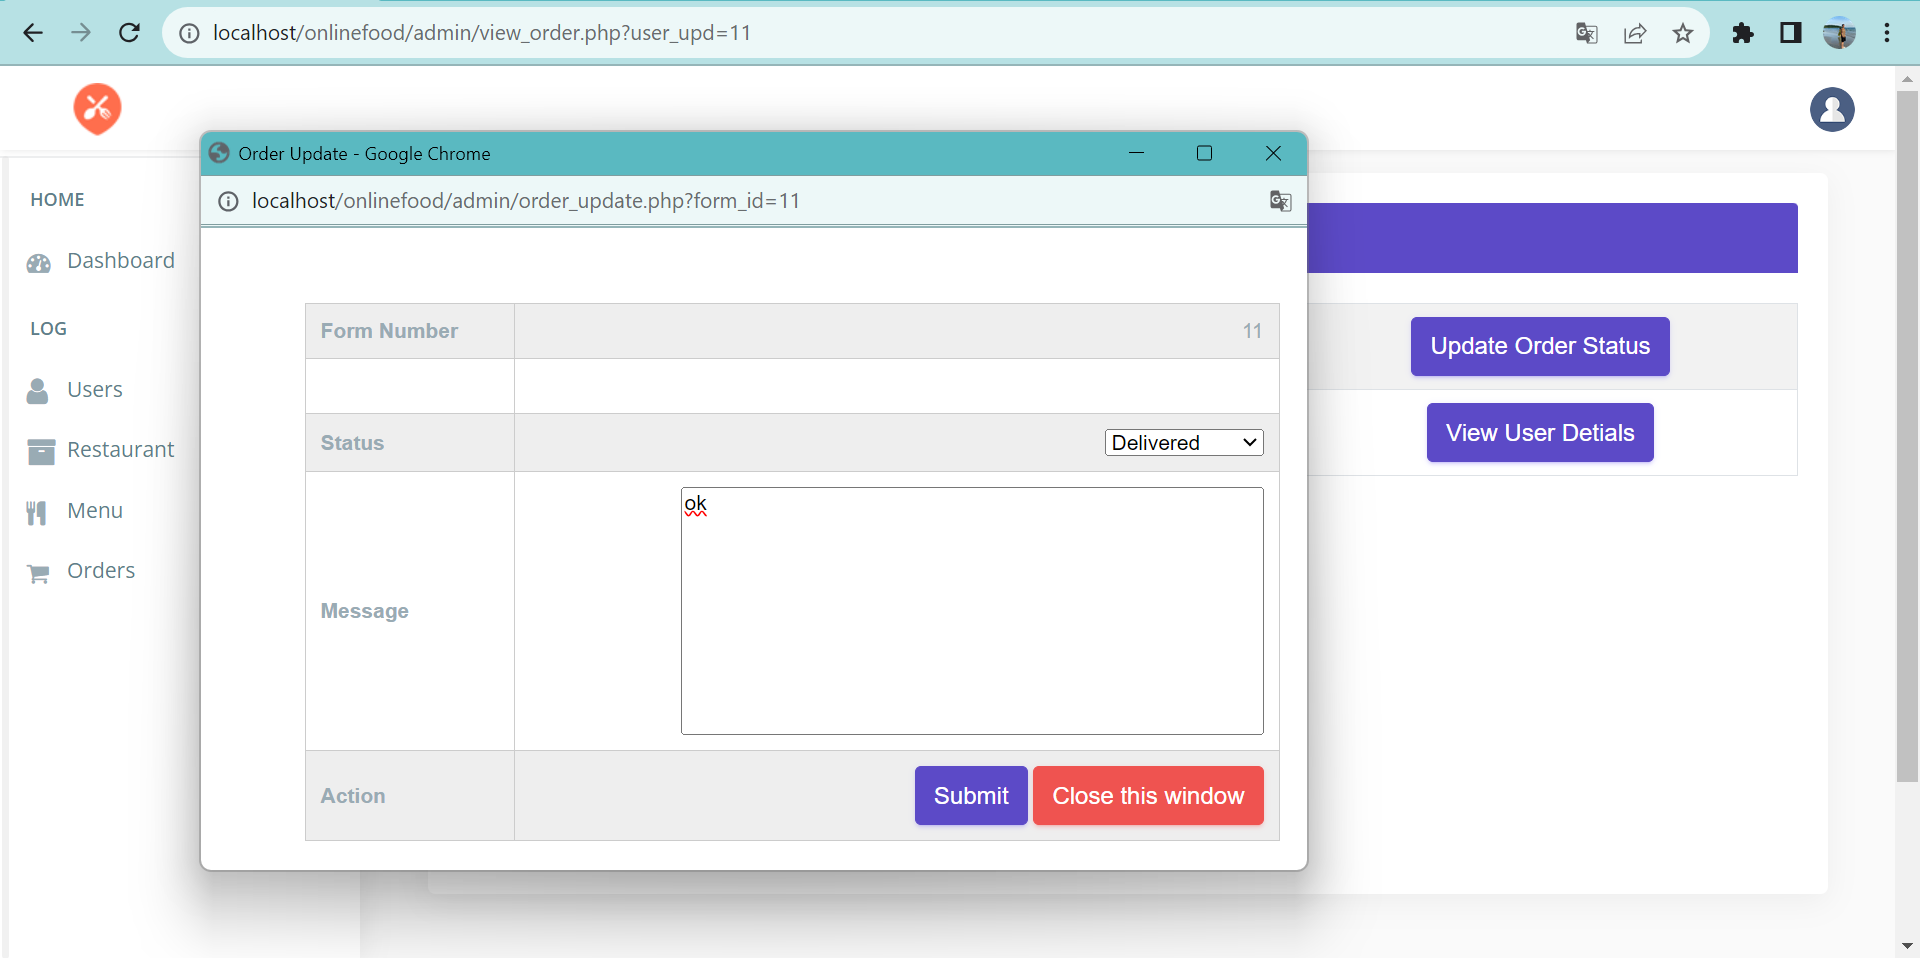 localhost/onlinefood/admin/view_order.php?user_upd=11
Order Update - Google Chrome
localhost/onlinefood/admin/order_update.php?form_id=11
HOME
Dashboard
LOG
Users
Restaurant
Menu
Orders
Form Number 11
Status Delivered
Message ok
Action Submit Close this window
Update Order Status
View User Detials